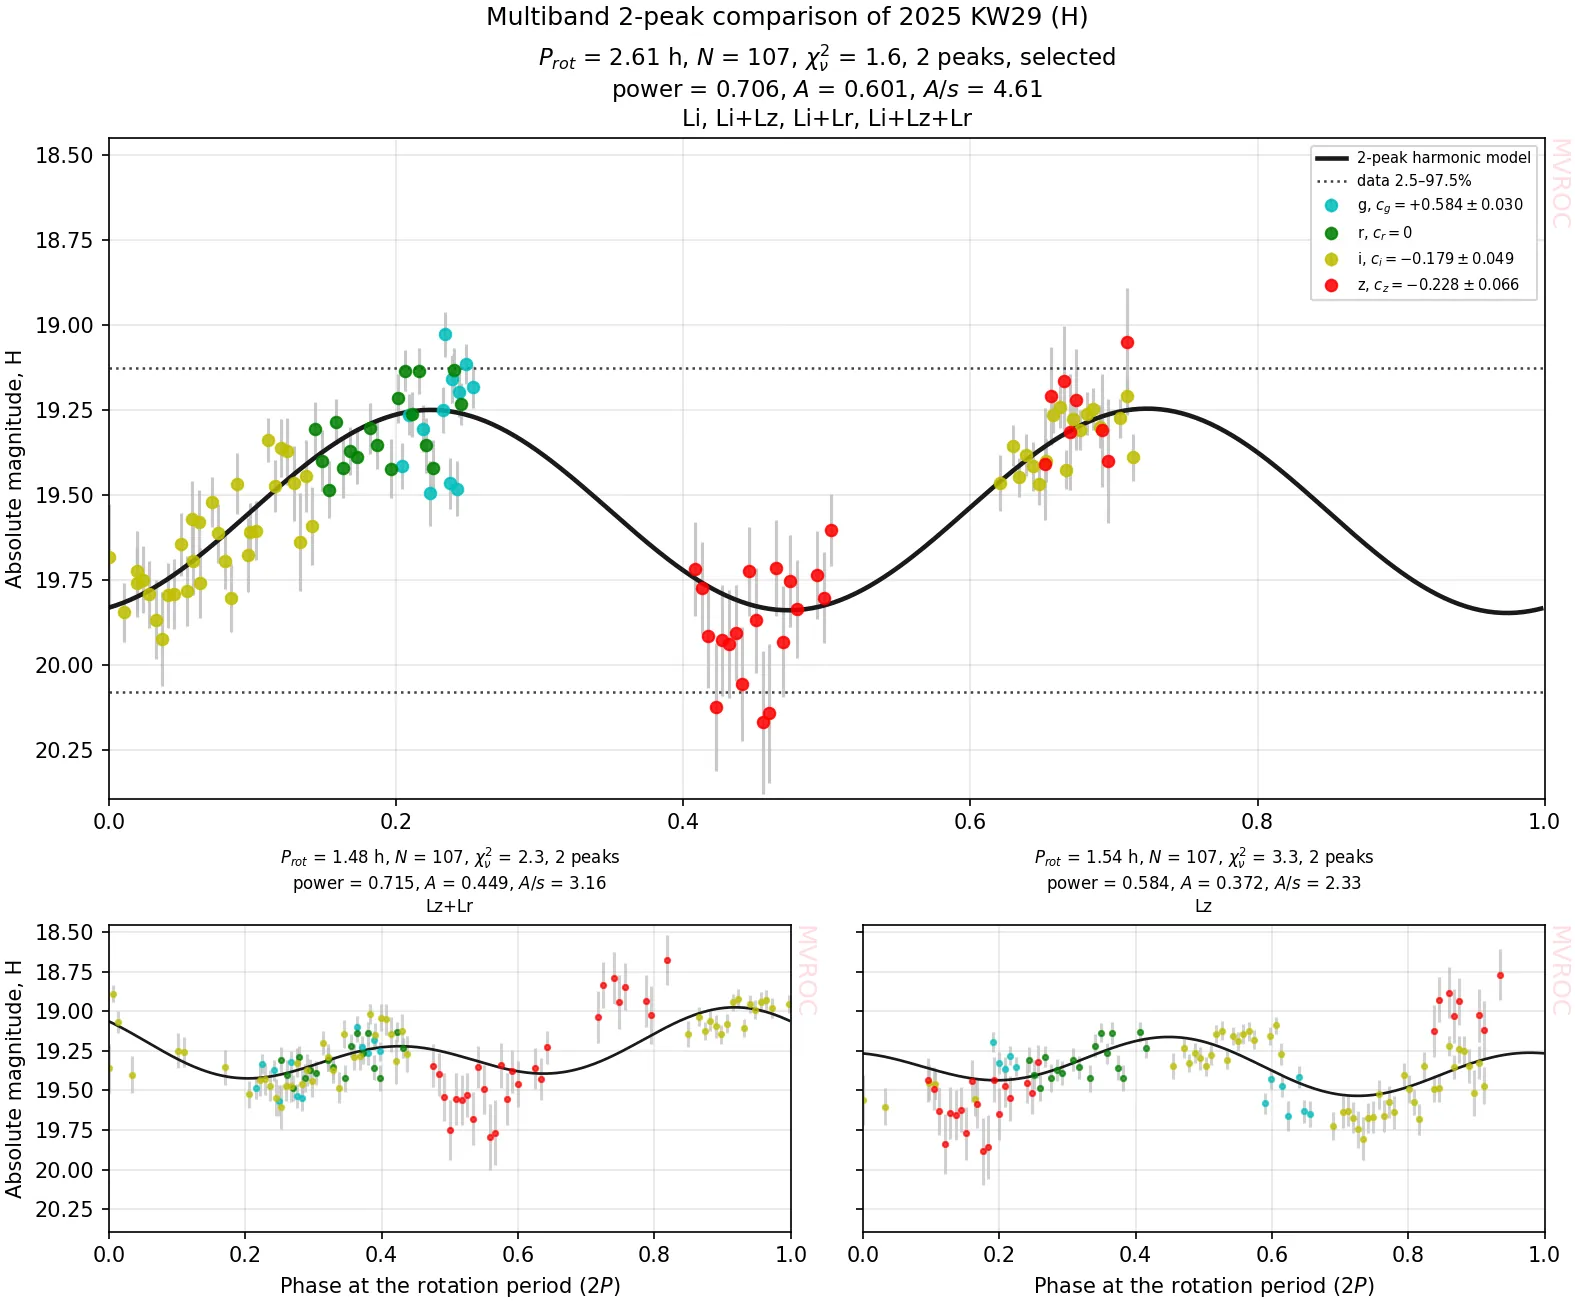 Multiband 2-peak comparison of 2025 KW29 (H)
P_rot = 2.61 h, N = 107, χ²_ν = 1.6, 2 peaks, selected
power = 0.706, A = 0.601, A/s = 4.61
Li, Li+Lz, Li+Lr, Li+Lz+Lr
2-peak harmonic model
data 2.5–97.5%
g, c_g = +0.584 ± 0.030
r, c_r = 0
i, c_i = −0.179 ± 0.049
z, c_z = −0.228 ± 0.066
MVROC
Absolute magnitude, H
18.50
18.75
19.00
19.25
19.50
19.75
20.00
20.25
0.0 0.2 0.4 0.6 0.8 1.0
P_rot = 1.48 h, N = 107, χ²_ν = 2.3, 2 peaks
power = 0.715, A = 0.449, A/s = 3.16
Lz+Lr
MVROC
Absolute magnitude, H
18.50
18.75
19.00
19.25
19.50
19.75
20.00
20.25
0.0 0.2 0.4 0.6 0.8 1.0
Phase at the rotation period (2P)
P_rot = 1.54 h, N = 107, χ²_ν = 3.3, 2 peaks
power = 0.584, A = 0.372, A/s = 2.33
Lz
MVROC
0.0 0.2 0.4 0.6 0.8 1.0
Phase at the rotation period (2P)